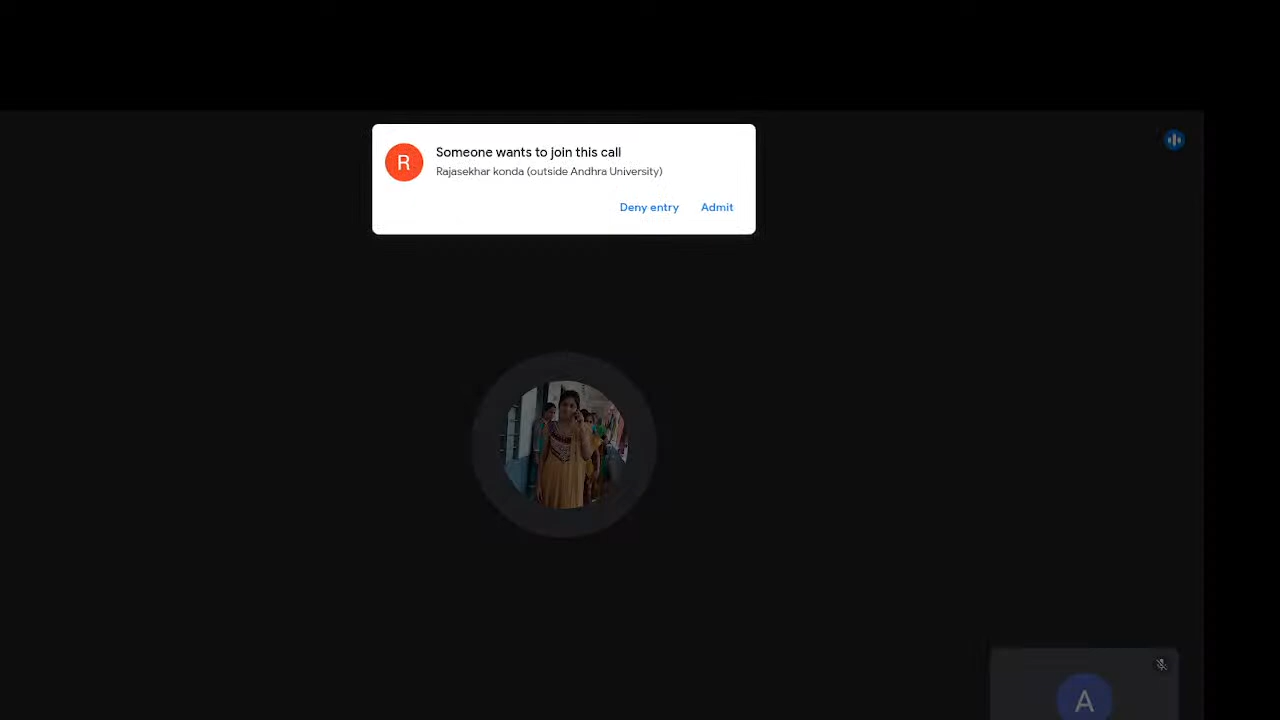 R
Someone wants to join this call
Rajasekhar konda (outside Andhra University)
Deny entry Admit
A